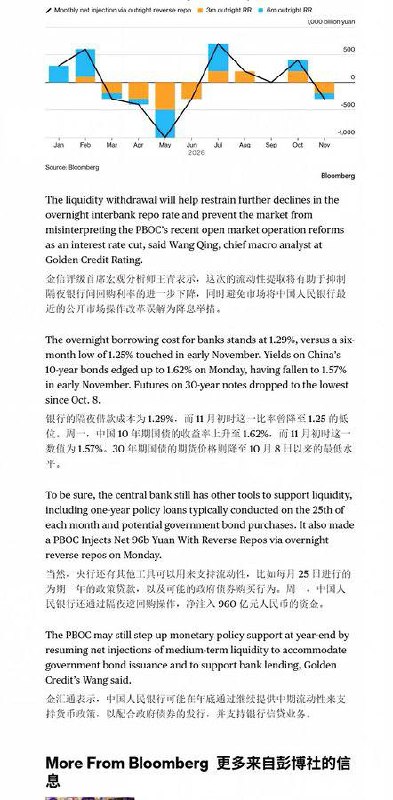 Monthly net injection via outright reverse repo 3m outright RR 6m outright RR
1,000 billion yuan
500
0
-500
-1,000
Jan Feb Mar Apr May Jun Jul Aug Sep Oct Nov
2026
Source: Bloomberg
Bloomberg
The liquidity withdrawal will help restrain further declines in the
overnight interbank repo rate and prevent the market from
misinterpreting the PBOC's recent open market operation reforms
as an interest rate cut, said Wang Qing, chief macro analyst at
Golden Credit Rating.
金信评级首席宏观分析师王青表示，这次的流动性提取将有助于抑制
隔夜银行间回购利率的进一步下降，同时避免市场将中国人民银行最
近的公开市场操作改革误解为降息举措。
The overnight borrowing cost for banks stands at 1.29%, versus a six-
month low of 1.25% touched in early November. Yields on China's
10-year bonds edged up to 1.62% on Monday, having fallen to 1.57%
in early November. Futures on 30-year notes dropped to the lowest
since Oct. 8.
银行的隔夜借款成本为 1.29%，而 11 月初时这一比率曾降至 1.25 的低
位。周一，中国 10 年期国债的收益率上升至 1.62%，而 11 月初时这一
数值为 1.57%。30 年期国债的期货价格则降至 10 月 8 日以来的最低水
平。
To be sure, the central bank still has other tools to support liquidity,
including one-year policy loans typically conducted on the 25th of
each month and potential government bond purchases. It also made
a PBOC Injects Net 96b Yuan With Reverse Repos via overnight
reverse repos on Monday.
当然，央行还有其他工具可以用来支持流动性，比如每月 25 日进行的
为期 年的政策贷款，以及可能的政府债券购买行为。周 ，中国人
民银行还通过隔夜逆回购操作，净注入 960 亿元人民币的资金。
The PBOC may still step up monetary policy support at year-end by
resuming net injections of medium-term liquidity to accommodate
government bond issuance and to support bank lending, Golden
Credit's Wang said.
金汇通表示，中国人民银行可能在年底通过继续提供中期流动性来支
持货币政策，以配合政府债券的发行，并支持银行信贷业务。
More From Bloomberg 更多来自彭博社的信
息